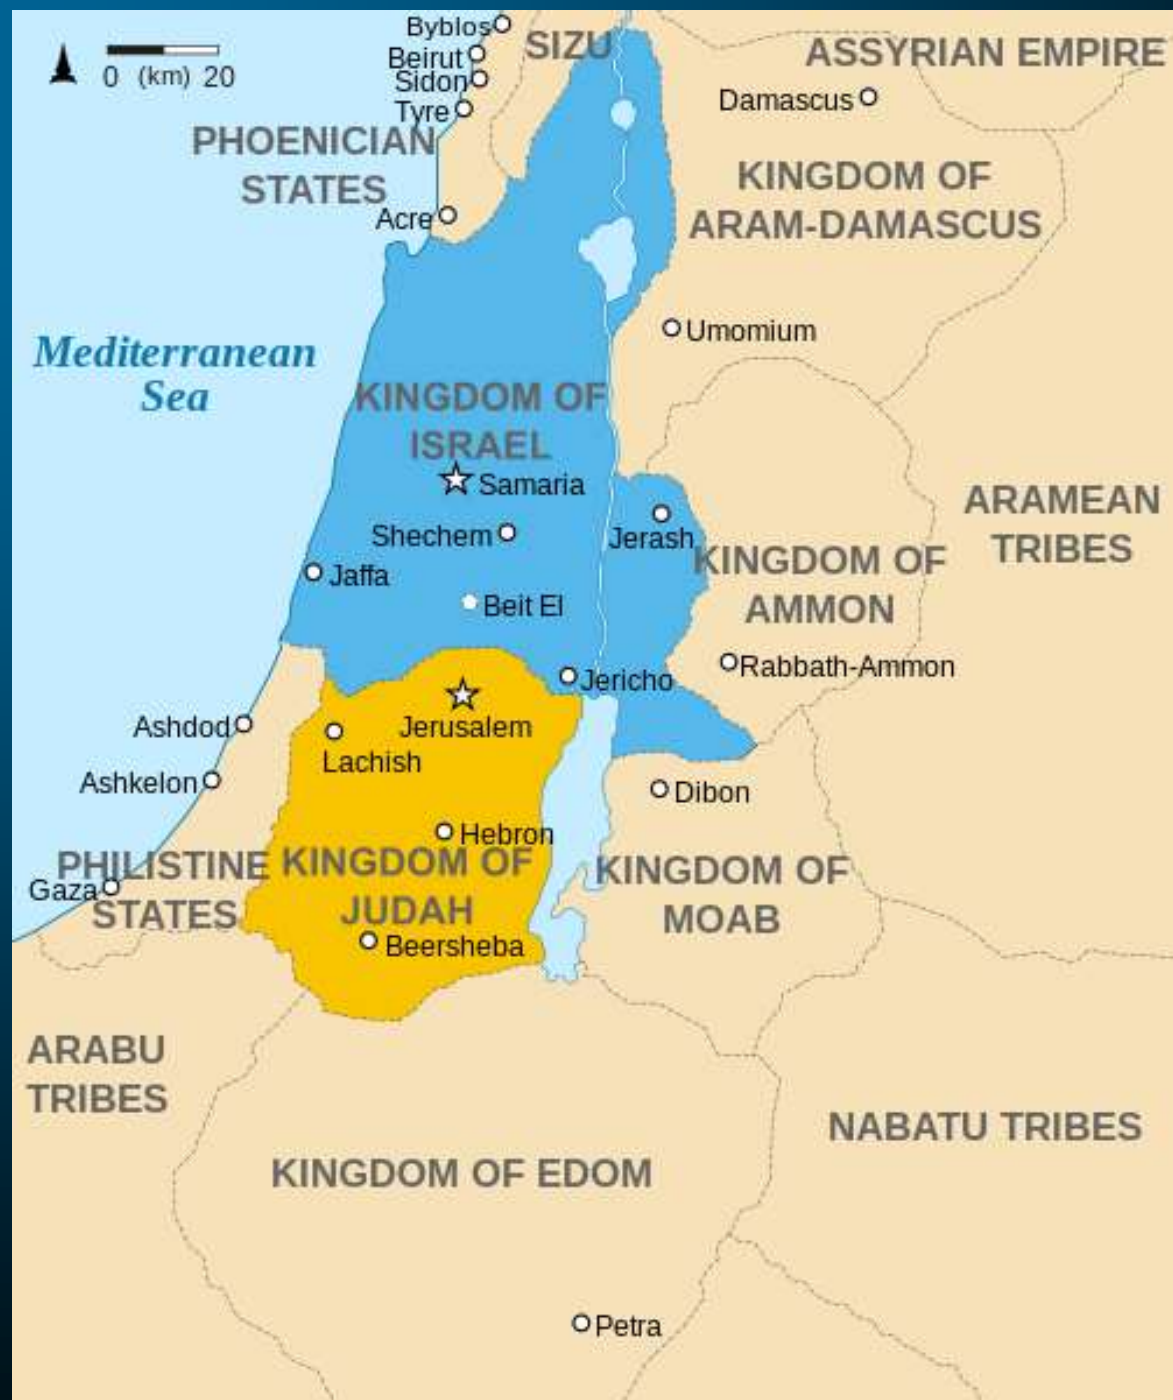 Byblos
SIZU
Beirut
ASSYRIAN EMPIRE
0 (km) 20
Sidon
Damascus
Tyre
PHOENICIAN
STATES
KINGDOM OF
ARAM-DAMASCUS
Acre
Umomium
Mediterranean
Sea
KINGDOM OF
ISRAEL
Samaria
ARAMEAN
TRIBES
Shechem
Jerash
KINGDOM OF
AMMON
Jaffa
Beit El
Rabbath-Ammon
Jericho
Jerusalem
Ashdod
Lachish
Ashkelon
Dibon
Hebron
PHILISTINE
STATES
KINGDOM OF
JUDAH
KINGDOM OF
MOAB
Gaza
Beersheba
ARABU
TRIBES
NABATU TRIBES
KINGDOM OF EDOM
Petra